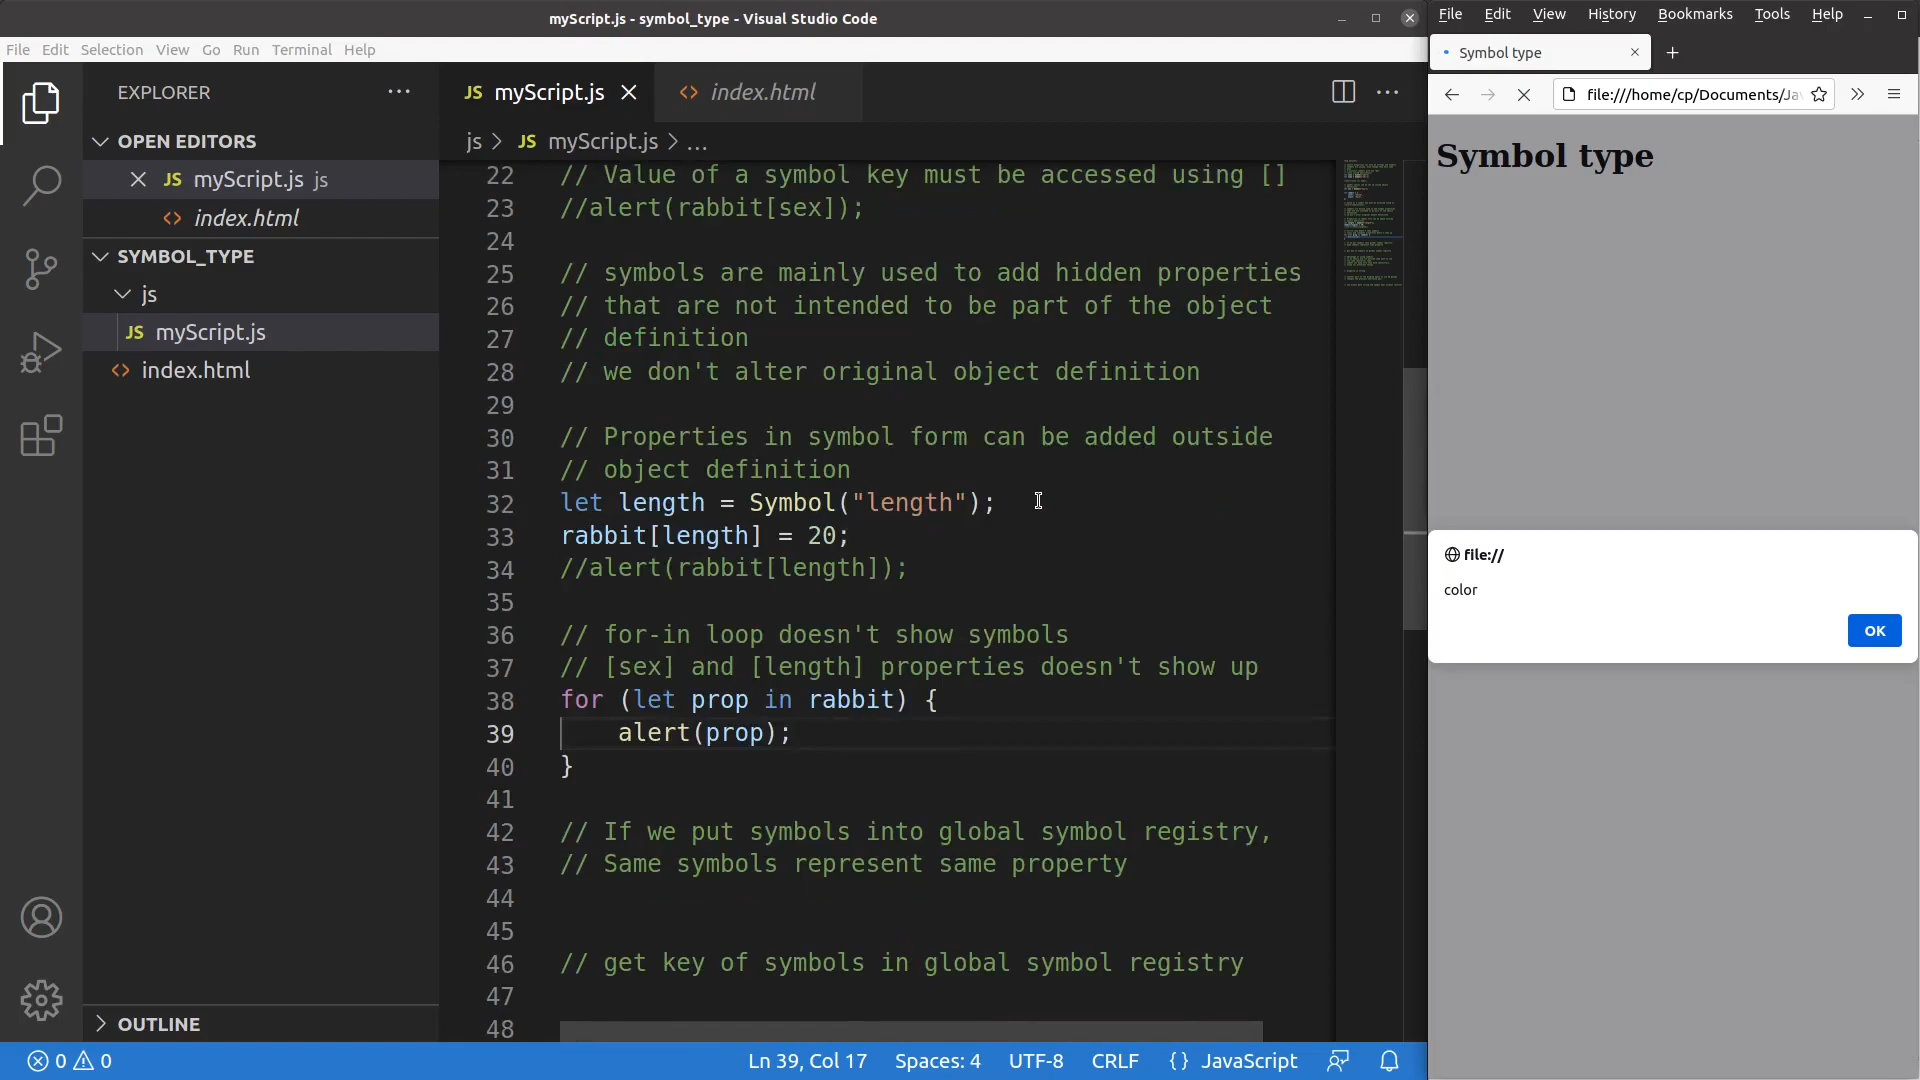 myScript.js - symbol_type - Visual Studio Code
File Edit Selection View Go Run Terminal Help
EXPLORER
OPEN EDITORS
myScript.js js
index.html
SYMBOL_TYPE
js
JS myScript.js
index.html
OUTLINE
JS myScript.js
index.html
js > JS myScript.js > ...
22 // Value of a symbol key must be accessed using []
23 //alert(rabbit[sex]);
24
25 // symbols are mainly used to add hidden properties
26 // that are not intended to be part of the object
27 // definition
28 // we don't alter original object definition
29
30 // Properties in symbol form can be added outside
31 // object definition
32 let length = Symbol("length");
33 rabbit[length] = 20;
34 //alert(rabbit[length]);
35
36 // for-in loop doesn't show symbols
37 // [sex] and [length] properties doesn't show up
38 for (let prop in rabbit) {
39 alert(prop);
40 }
41
42 // If we put symbols into global symbol registry,
43 // Same symbols represent same property
44
45
46 // get key of symbols in global symbol registry
47
48
0 0 Ln 39, Col 17 Spaces: 4 UTF-8 CRLF {} JavaScript
File Edit View History Bookmarks Tools Help
Symbol type
file:///home/cp/Documents/Ja
Symbol type
file://
color
OK